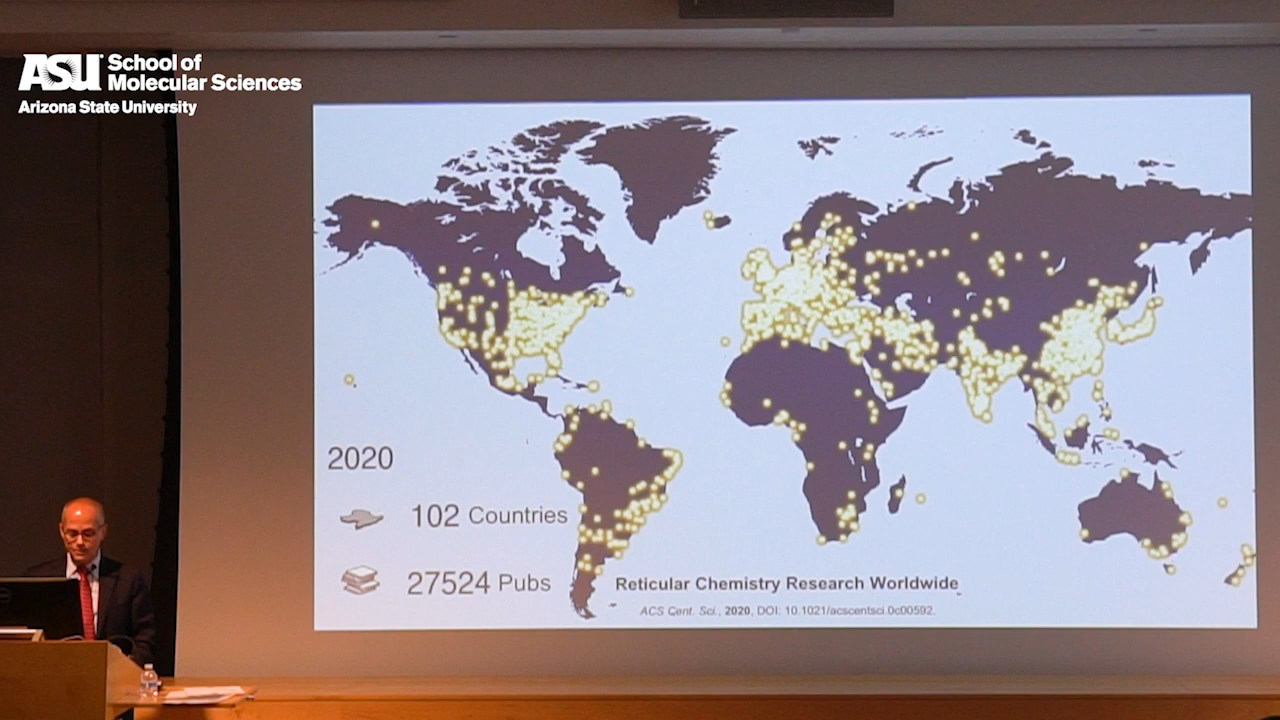 ASU School of
Molecular Sciences
Arizona State University
2020
102 Countries
27524 Pubs
Reticular Chemistry Research Worldwide
ACS Cent. Sci., 2020, DOI: 10.1021/acscentsci.0c00592.